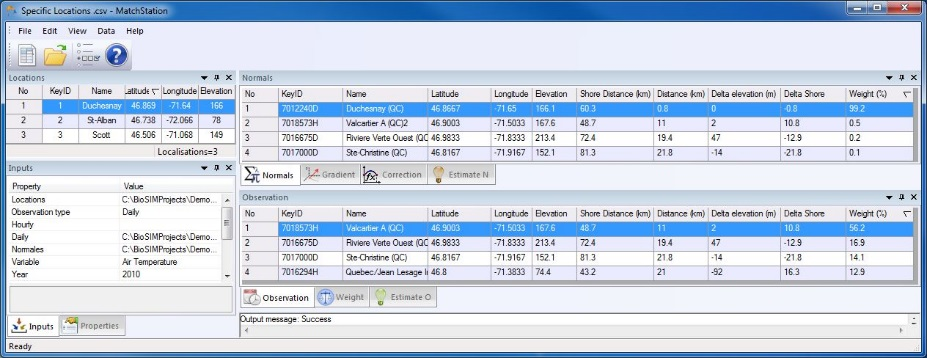 Specific Locations .csv - MatchStation
File Edit View Data Help
Locations
No KeyID Name Latitude Longitude Elevation
1 1 Duchesnay 46.869 -71.64 166
2 2 St-Alban 46.738 -72.066 78
3 3 Scott 46.506 -71.068 149
Localisations=3
Inputs
Property Value
Locations C:\BioSIMProjects\Demo...
Observation type Daily
Hourly
Daily C:\BioSIMProjects\Demo...
Normales C:\BioSIMProjects\Demo...
Variable Air Temperature
Year 2010
Inputs Properties
Normals
No KeyID Name Latitude Longitude Elevation Shore Distance (km) Distance (km) Delta elevation (m) Delta Shore Weight (%)
1 7012240D Duchesnay (QC) 46.8667 -71.65 166.1 60.3 0.8 0 -0.8 99.2
2 7018573H Valcartier A (QC)2 46.9003 -71.5033 167.6 48.7 11 2 10.8 0.5
3 7016675D Riviere Verte Ouest (QC) 46.9833 -71.8333 213.4 72.4 19.4 47 -12.9 0.2
4 7017000D Ste-Christine (QC) 46.8167 -71.9167 152.1 81.3 21.8 -14 -21.8 0.1
Normals Gradient Correction Estimate N
Observation
No KeyID Name Latitude Longitude Elevation Shore Distance (km) Distance (km) Delta elevation (m) Delta Shore Weight (%)
1 7018573H Valcartier A (QC) 46.9003 -71.5033 167.6 48.7 11 2 10.8 56.2
2 7016675D Riviere Verte Ouest (QC 46.9833 -71.8333 213.4 72.4 19.4 47 -12.9 16.9
3 7017000D Ste-Christine (QC) 46.8167 -71.9167 152.1 81.3 21.8 -14 -21.8 14.1
4 7016294H Quebec/Jean Lesage I 46.8 -71.3833 74.4 43.2 21 -92 16.3 12.9
Observation Weight Estimate O
Output message: Success
Ready